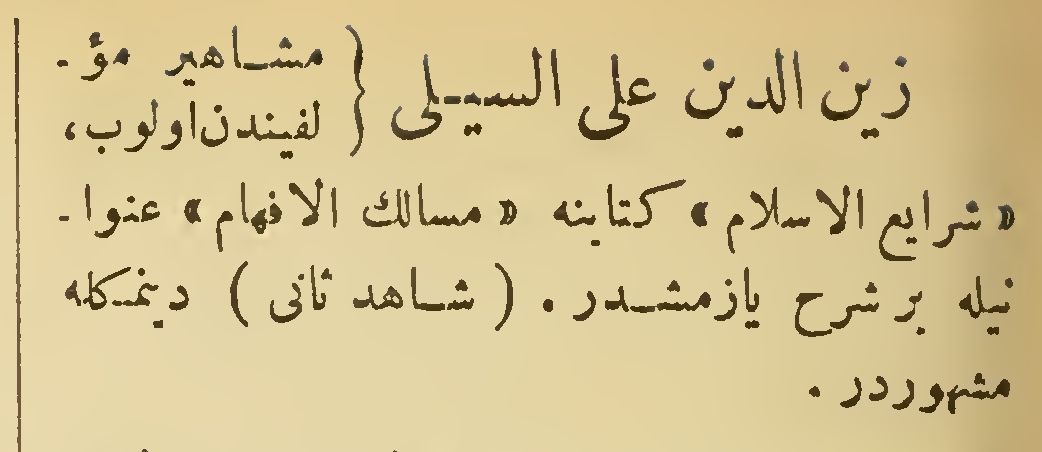 زين الدين على السيلى } مشاهير مؤ-
لفيندن اولوب،
«شرايع الاسلام» كتابنه «مسالك الافهام» عنوا-
نيله بر شرح يازمشدر. (شاهد ثانى) ديمكله
مشهوردر.